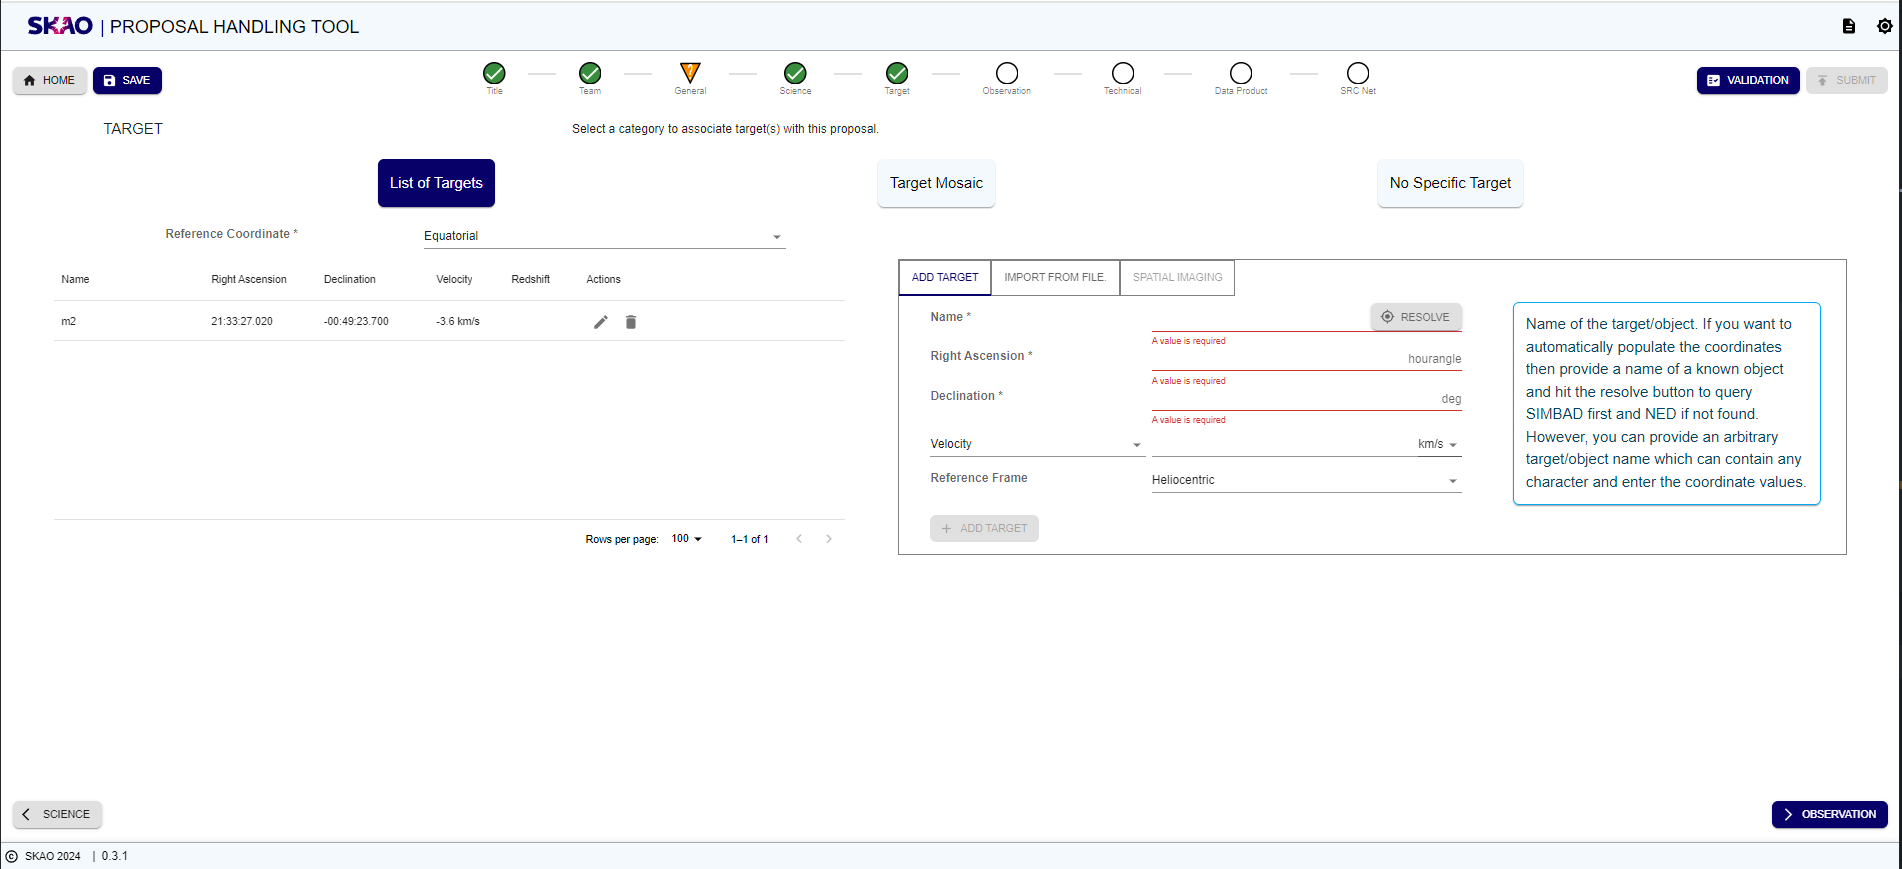 SKAO | PROPOSAL HANDLING TOOL
HOME
SAVE
Title
Team
General
Science
Target
Observation
Technical
Data Product
SRC Net
VALIDATION
SUBMIT
TARGET
Select a category to associate target(s) with this proposal.
List of Targets
Target Mosaic
No Specific Target
Reference Coordinate *
Equatorial
Name Right Ascension Declination Velocity Redshift Actions
m2 21:33:27.020 -00:49:23.700 -3.6 km/s
Rows per page: 100 1–1 of 1
ADD TARGET
IMPORT FROM FILE.
SPATIAL IMAGING
Name *
RESOLVE
A value is required
Right Ascension *
hourangle
A value is required
Declination *
deg
A value is required
Velocity
km/s
Reference Frame
Heliocentric
+ ADD TARGET
Name of the target/object. If you want to
automatically populate the coordinates
then provide a name of a known object
and hit the resolve button to query
SIMBAD first and NED if not found.
However, you can provide an arbitrary
target/object name which can contain any
character and enter the coordinate values.
SCIENCE
OBSERVATION
© SKAO 2024 | 0.3.1